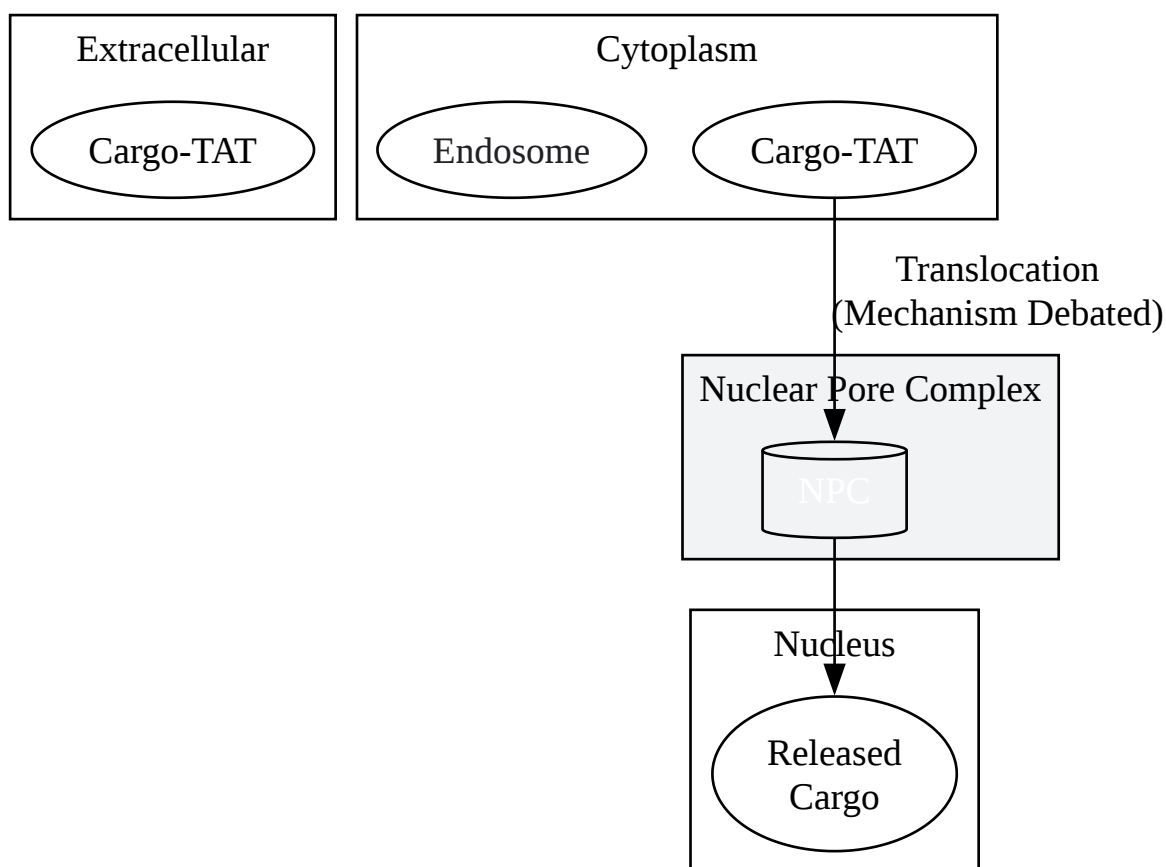 Extracellular
Cytoplasm
Cargo-TAT
Endosome
Cargo-TAT
Translocation
(Mechanism Debated)
Nuclear Pore Complex
NPC
Nucleus
Released
Cargo